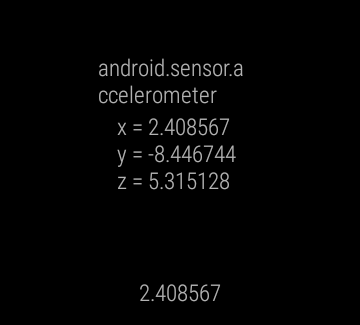 android.sensor.a
ccelerometer
x = 2.408567
y = -8.446744
z = 5.315128
2.408567